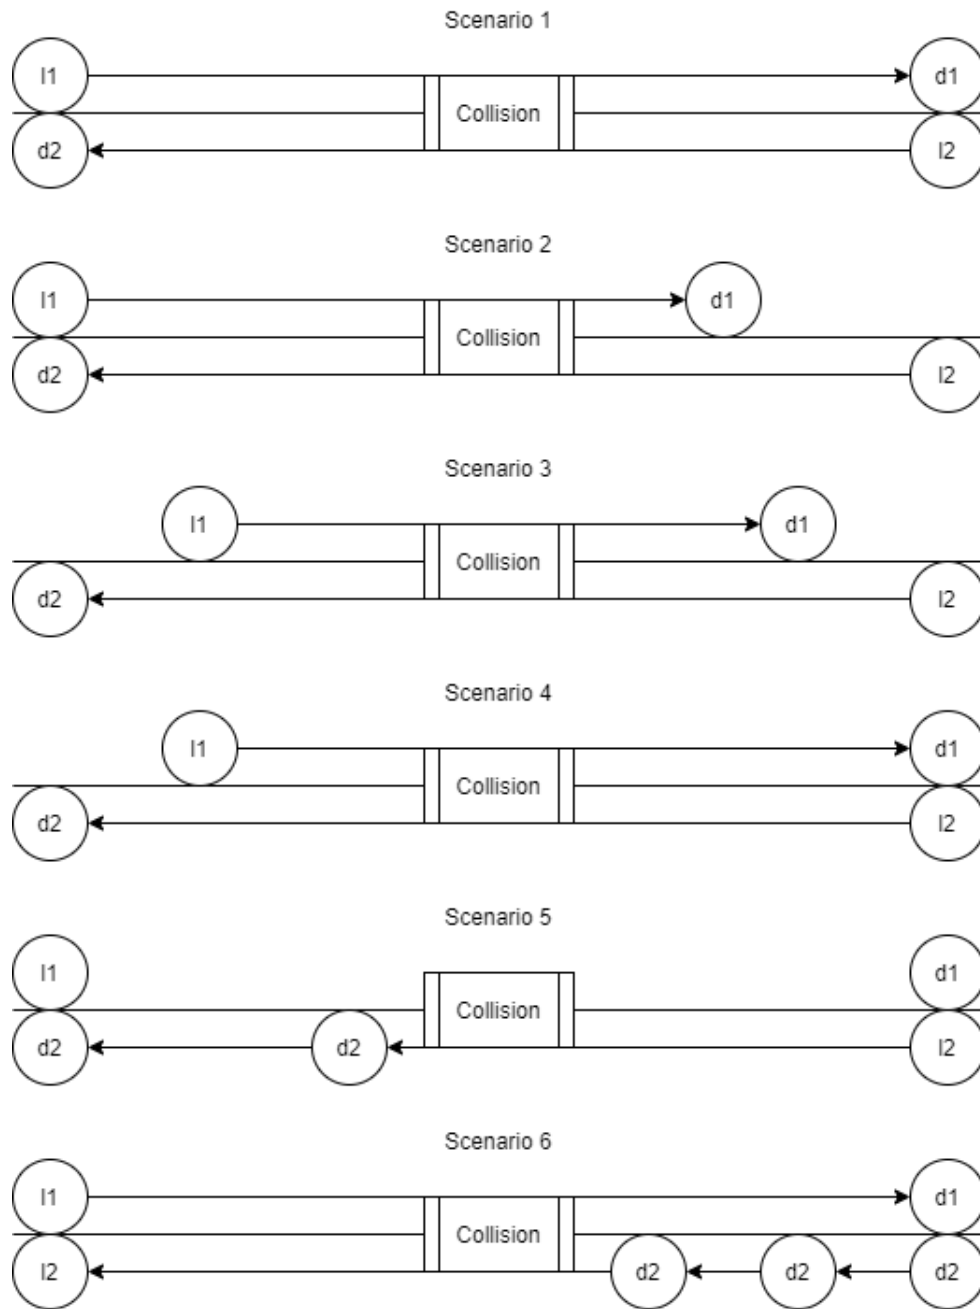 Scenario 1
l1
d1
Collision
d2
l2
Scenario 2
l1
d1
Collision
d2
l2
Scenario 3
l1
d1
Collision
d2
l2
Scenario 4
l1
d1
Collision
d2
l2
Scenario 5
l1
d1
Collision
d2
d2
l2
Scenario 6
l1
d1
Collision
l2
d2
d2
d2